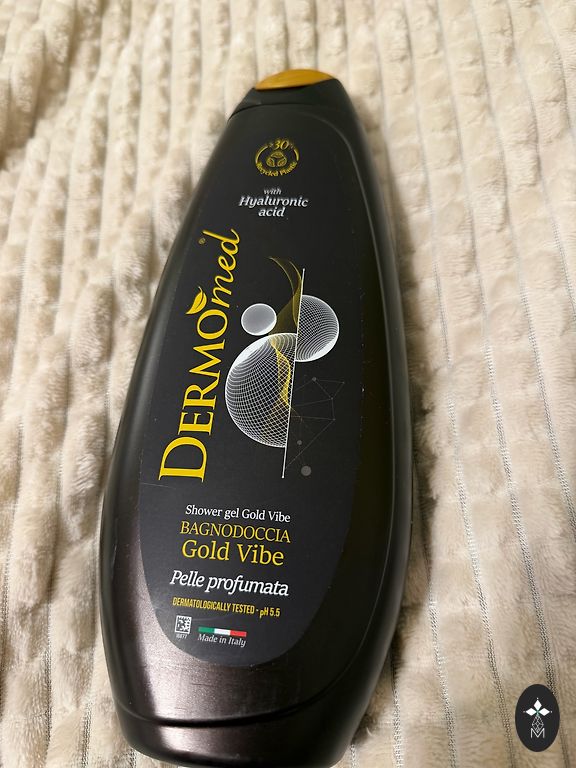 ≥30%
Recycled Plastic
with
Hyaluronic
acid
DERMOmed®
Shower gel Gold Vibe
BAGNODOCCIA
Gold Vibe
Pelle profumata
DERMATOLOGICALLY TESTED - pH 5.5
Made in Italy